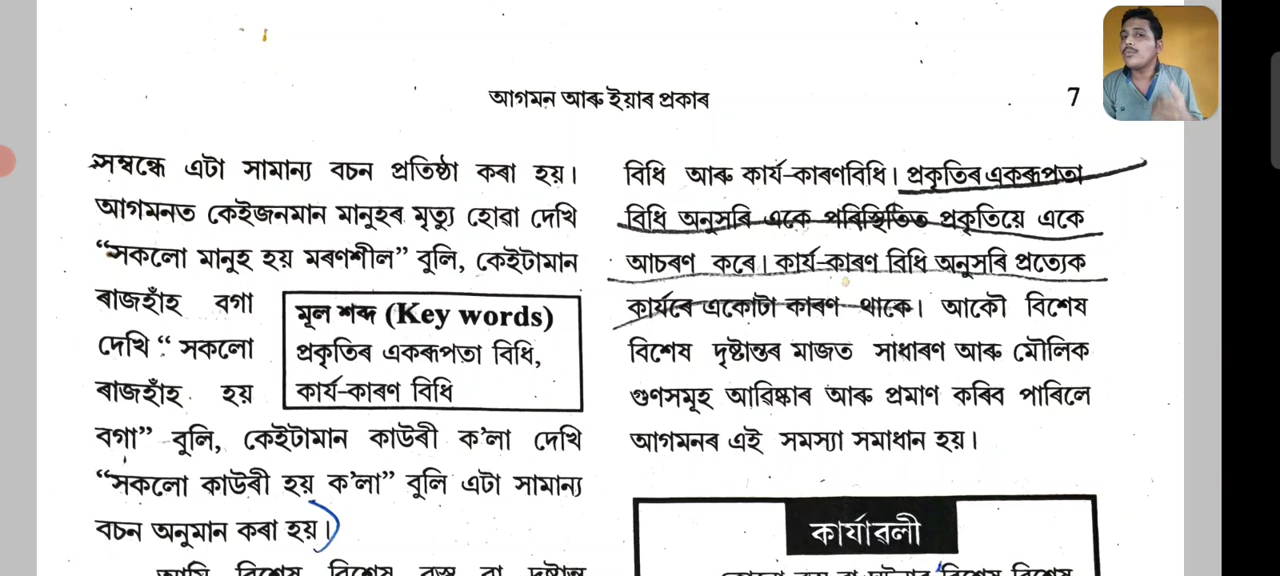 আগমন আৰু ইয়াৰ প্ৰকাৰ
7
সম্বন্ধে এটা সামান্য বচন প্ৰতিষ্ঠা কৰা হয়।
আগমনত কেইজনমান মানুহৰ মৃত্যু হোৱা দেখি
“সকলো মানুহ হয় মৰণশীল” বুলি, কেইটামান
ৰাজহাঁহ বগা
দেখি “সকলো
ৰাজহাঁহ হয়
বগা” বুলি, কেইটামান কাউৰী ক'লা দেখি
“সকলো কাউৰী হয় ক'লা” বুলি এটা সামান্য
বচন অনুমান কৰা হয়।
আমি বিশেষ বিশেষ বস্তু বা দৃষ্টান্ত
মূল শব্দ (Key words)
প্ৰকৃতিৰ একৰূপতা বিধি,
কাৰ্য-কাৰণ বিধি
বিধি আৰু কাৰ্য-কাৰণবিধি। প্ৰকৃতিৰ একৰূপতা
বিধি অনুসৰি একে পৰিস্থিতিত প্ৰকৃতিয়ে একে
আচৰণ কৰে। কাৰ্য-কাৰণ বিধি অনুসৰি প্ৰত্যেক
কাৰ্যৰে একোটা কাৰণ থাকে। আকৌ বিশেষ
বিশেষ দৃষ্টান্তৰ মাজত সাধাৰণ আৰু মৌলিক
গুণসমূহ আৱিষ্কাৰ আৰু প্ৰমাণ কৰিব পাৰিলে
আগমনৰ এই সমস্যা সমাধান হয়।
কাৰ্যাৱলী
বিশেষ বিশেষ